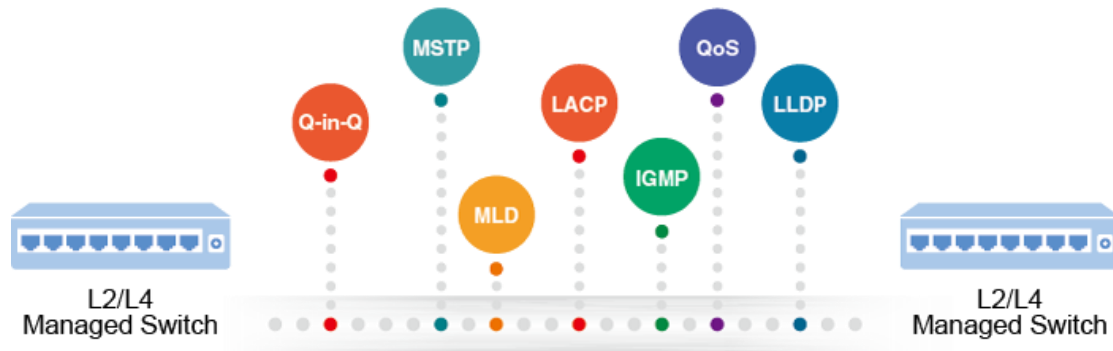 MSTP
QoS
LACP
LLDP
Q-in-Q
IGMP
MLD
L2/L4
Managed Switch
L2/L4
Managed Switch